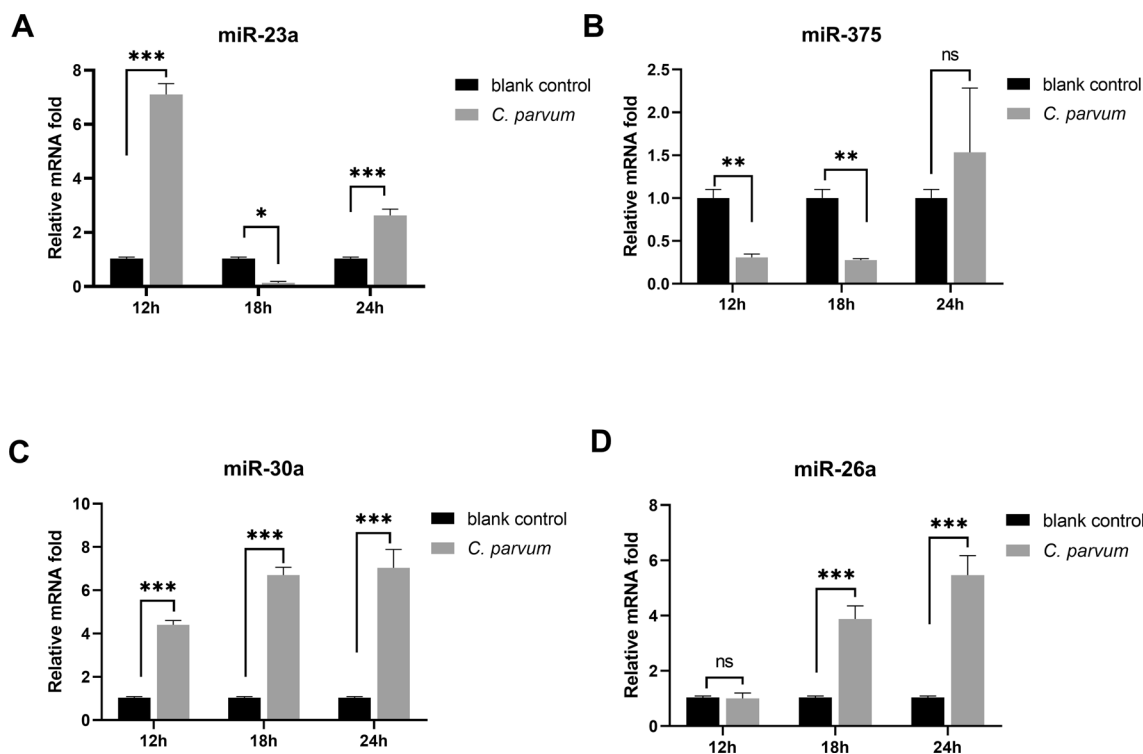 A
miR-23a
Relative mRNA fold
8
6
4
2
0
***
*
***
12h
18h
24h
blank control
C. parvum
B
miR-375
Relative mRNA fold
2.5
2.0
1.5
1.0
0.5
0.0
**
**
ns
12h
18h
24h
blank control
C. parvum
C
miR-30a
Relative mRNA fold
10
8
6
4
2
0
***
***
***
12h
18h
24h
blank control
C. parvum
D
miR-26a
Relative mRNA fold
8
6
4
2
0
ns
***
***
12h
18h
24h
blank control
C. parvum